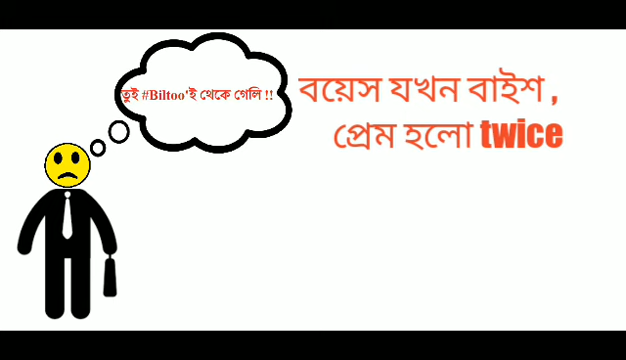 তুই #Biltoo'ই থেকে গেলি !!
বয়েস যখন বাইশ ,
প্রেম হলো twice